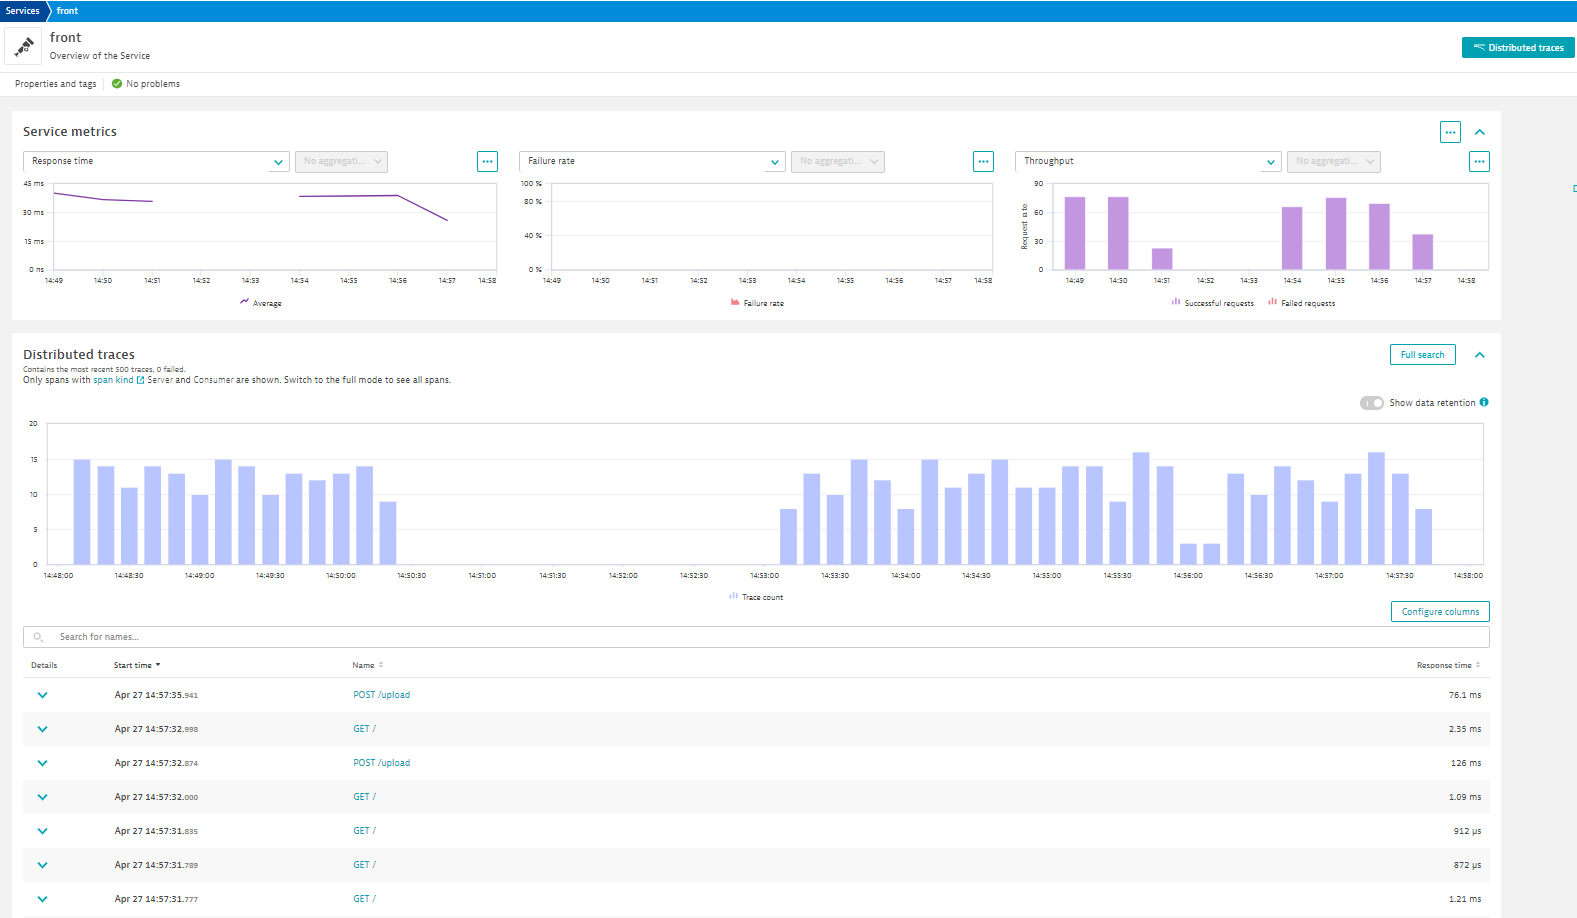 Services front
front
Overview of the Service
Distributed traces
Properties and tags No problems
Service metrics
Response time No aggregati... Failure rate No aggregati... Throughput No aggregati...
45 ms
30 ms
15 ms
0 ns
14:49 14:50 14:51 14:52 14:53 14:54 14:55 14:56 14:57 14:58
Average
100 %
80 %
40 %
0 %
14:49 14:50 14:51 14:52 14:53 14:54 14:55 14:56 14:57 14:58
Failure rate
Request rate
90
60
30
0
14:49 14:50 14:51 14:52 14:53 14:54 14:55 14:56 14:57 14:58
Successful requests Failed requests
Distributed traces
Full search
Contains the most recent 500 traces. 0 failed.
Only spans with span kind Server and Consumer are shown. Switch to the full mode to see all spans.
Show data retention
20
15
10
5
0
14:48:00 14:48:30 14:49:00 14:49:30 14:50:00 14:50:30 14:51:00 14:51:30 14:52:00 14:52:30 14:53:00 14:53:30 14:54:00 14:54:30 14:55:00 14:55:30 14:56:00 14:56:30 14:57:00 14:57:30 14:58:00
Trace count
Configure columns
Search for names...
Details Start time Name Response time
Apr 27 14:57:35.941 POST /upload 76.1 ms
Apr 27 14:57:32.998 GET / 2.35 ms
Apr 27 14:57:32.874 POST /upload 126 ms
Apr 27 14:57:32.000 GET / 1.09 ms
Apr 27 14:57:31.835 GET / 912 µs
Apr 27 14:57:31.789 GET / 872 µs
Apr 27 14:57:31.777 GET / 1.21 ms